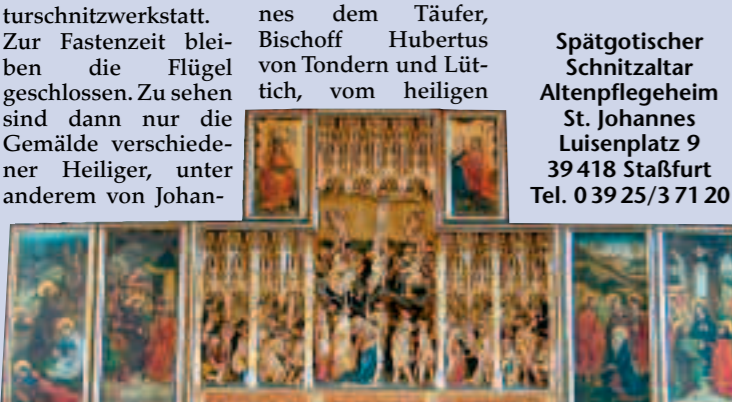 turschnitzwerkstatt.
Zur Fastenzeit blei-
ben die Flügel
geschlossen. Zu sehen
sind dann nur die
Gemälde verschiede-
ner Heiliger, unter
anderem von Johan-
nes dem Täufer,
Bischoff Hubertus
von Tondern und Lüt-
tich, vom heiligen
Spätgotischer
Schnitzaltar
Altenpflegeheim
St. Johannes
Luisenplatz 9
39 418 Staßfurt
Tel. 0 39 25/3 71 20